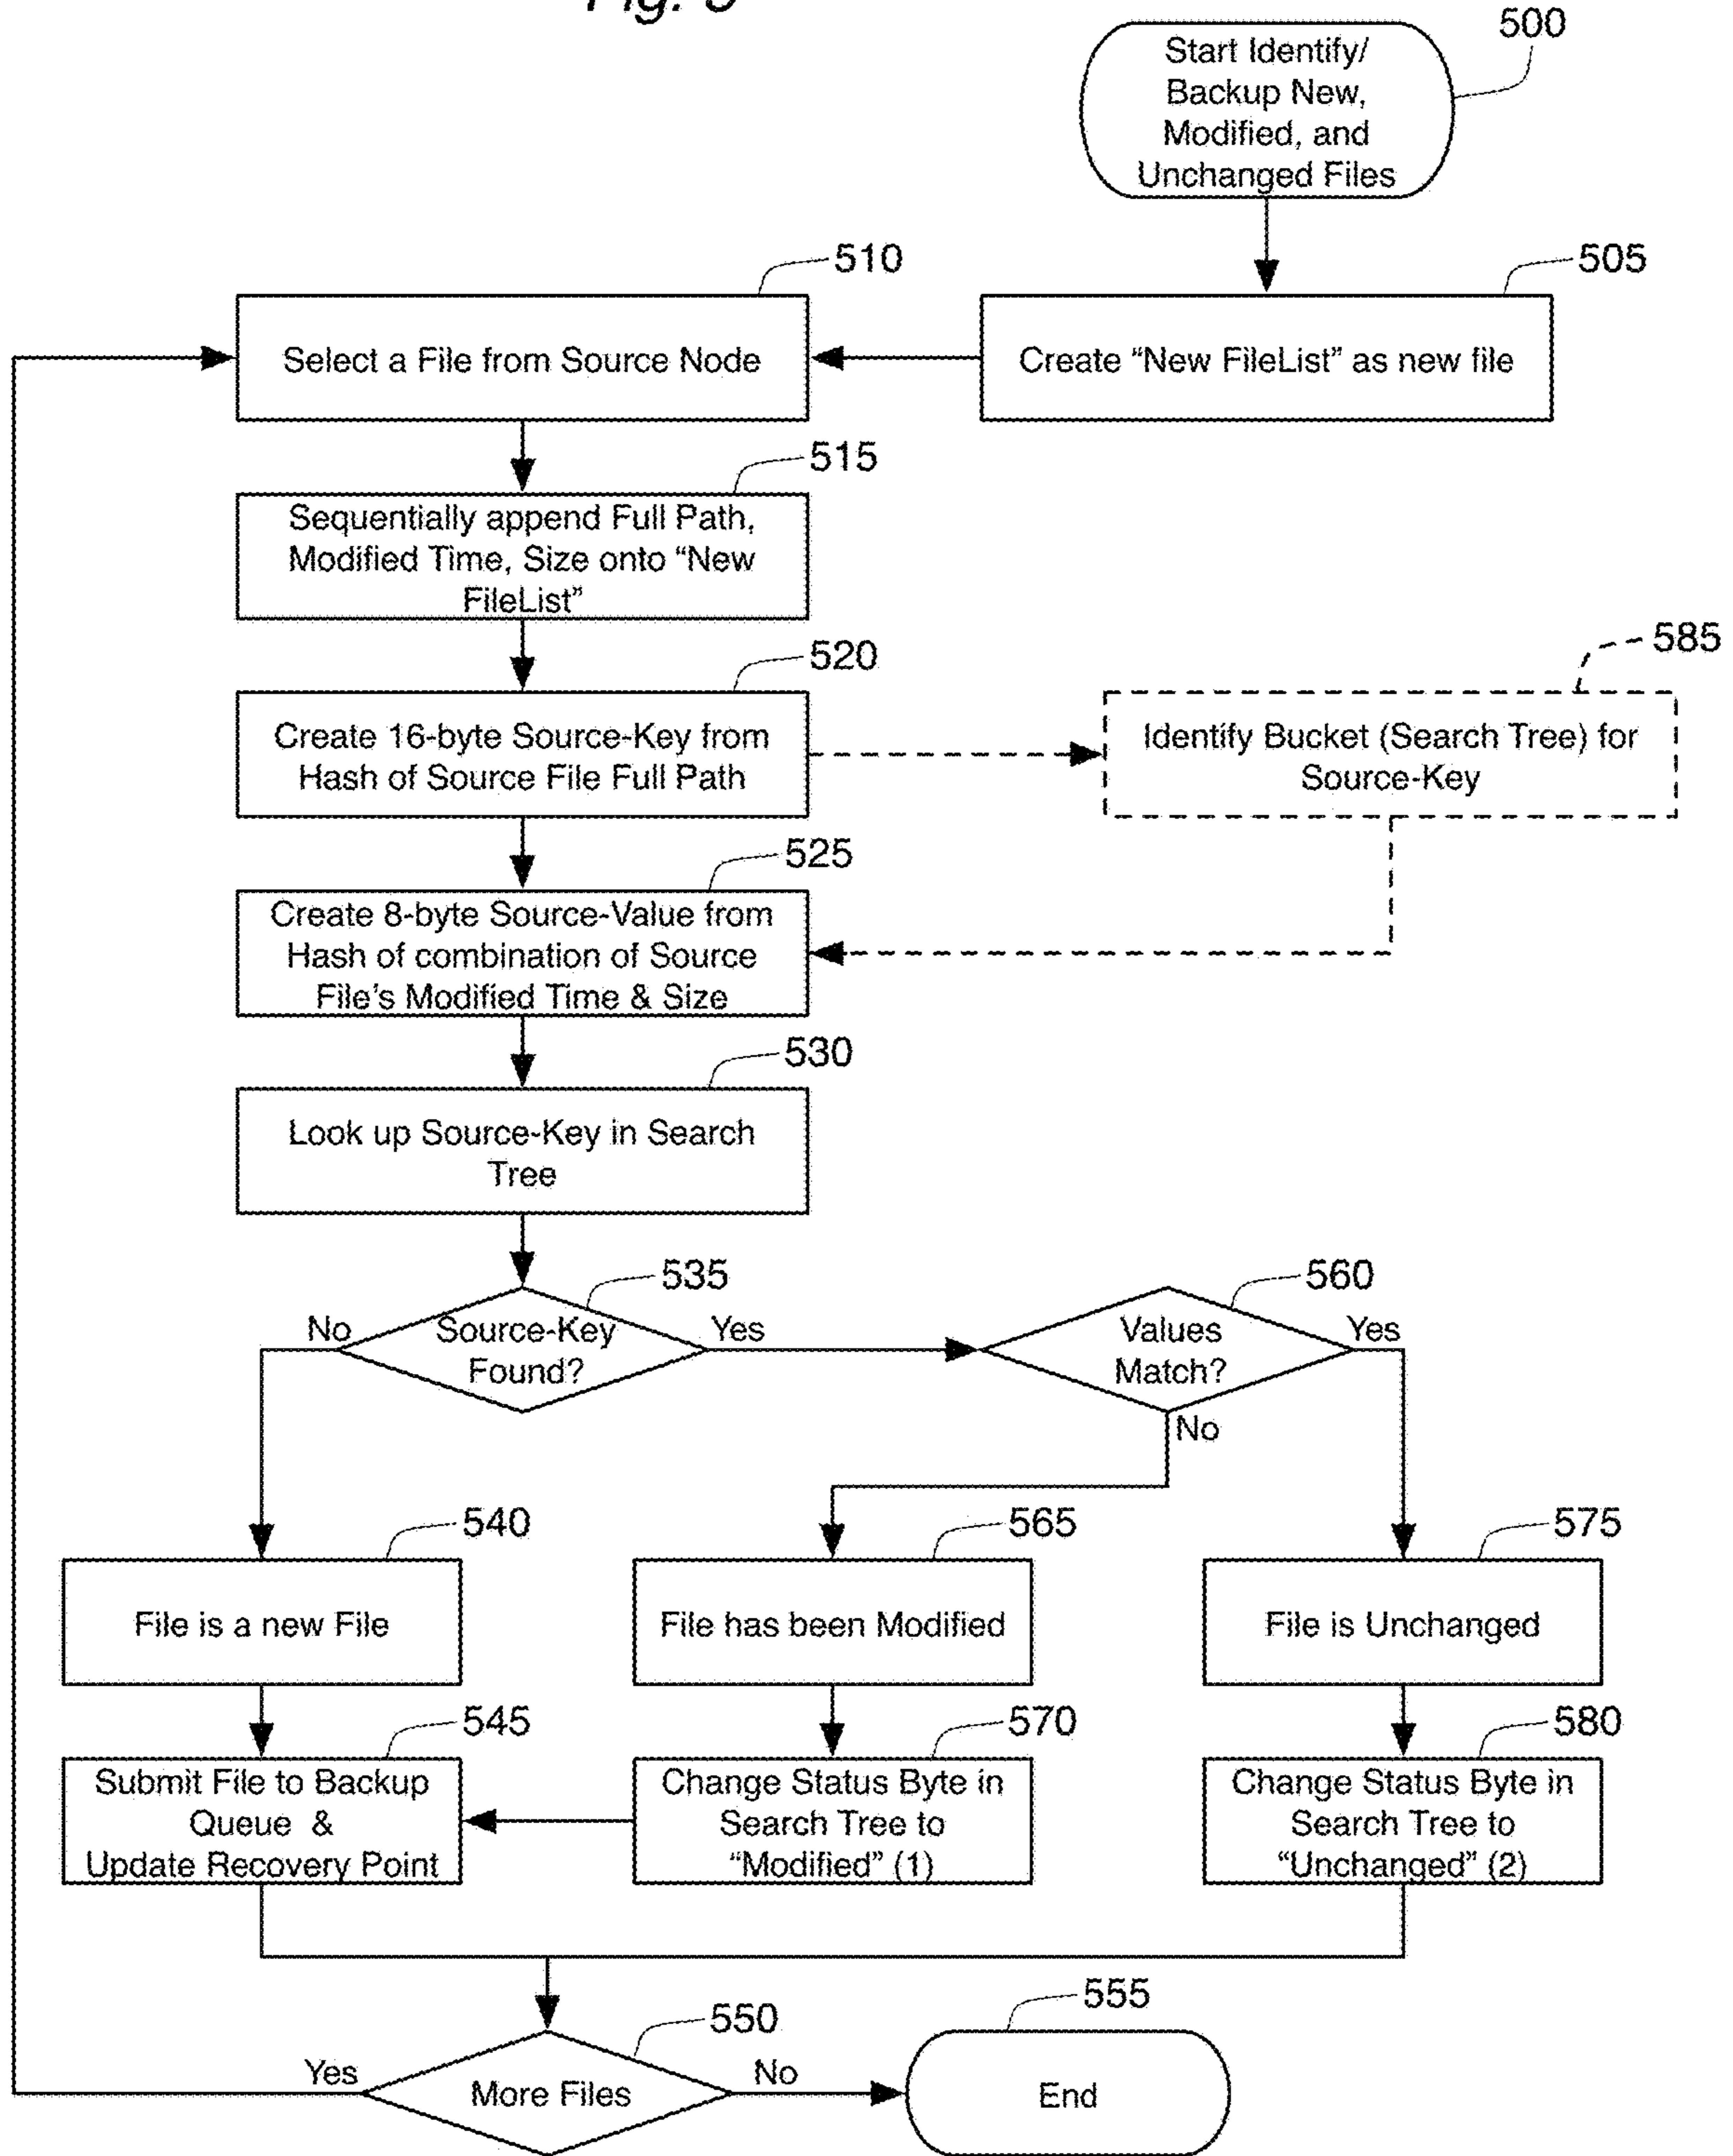 500
Start Identify/
Backup New,
Modified, and
Unchanged Files
510
505
Select a File from Source Node
Create “New FileList” as new file
515
Sequentially append Full Path,
Modified Time, Size onto “New
FileList”
520
585
Create 16-byte Source-Key from
Hash of Source File Full Path
Identify Bucket (Search Tree) for
Source-Key
525
Create 8-byte Source-Value from
Hash of combination of Source
File's Modified Time & Size
530
Look up Source-Key in Search
Tree
535
560
No
Source-Key
Found?
Yes
Values
Match?
Yes
No
540
565
575
File is a new File
File has been Modified
File is Unchanged
545
570
580
Submit File to Backup
Queue &
Update Recovery Point
Change Status Byte in
Search Tree to
“Modified” (1)
Change Status Byte in
Search Tree to
“Unchanged” (2)
550
555
Yes
More Files
No
End